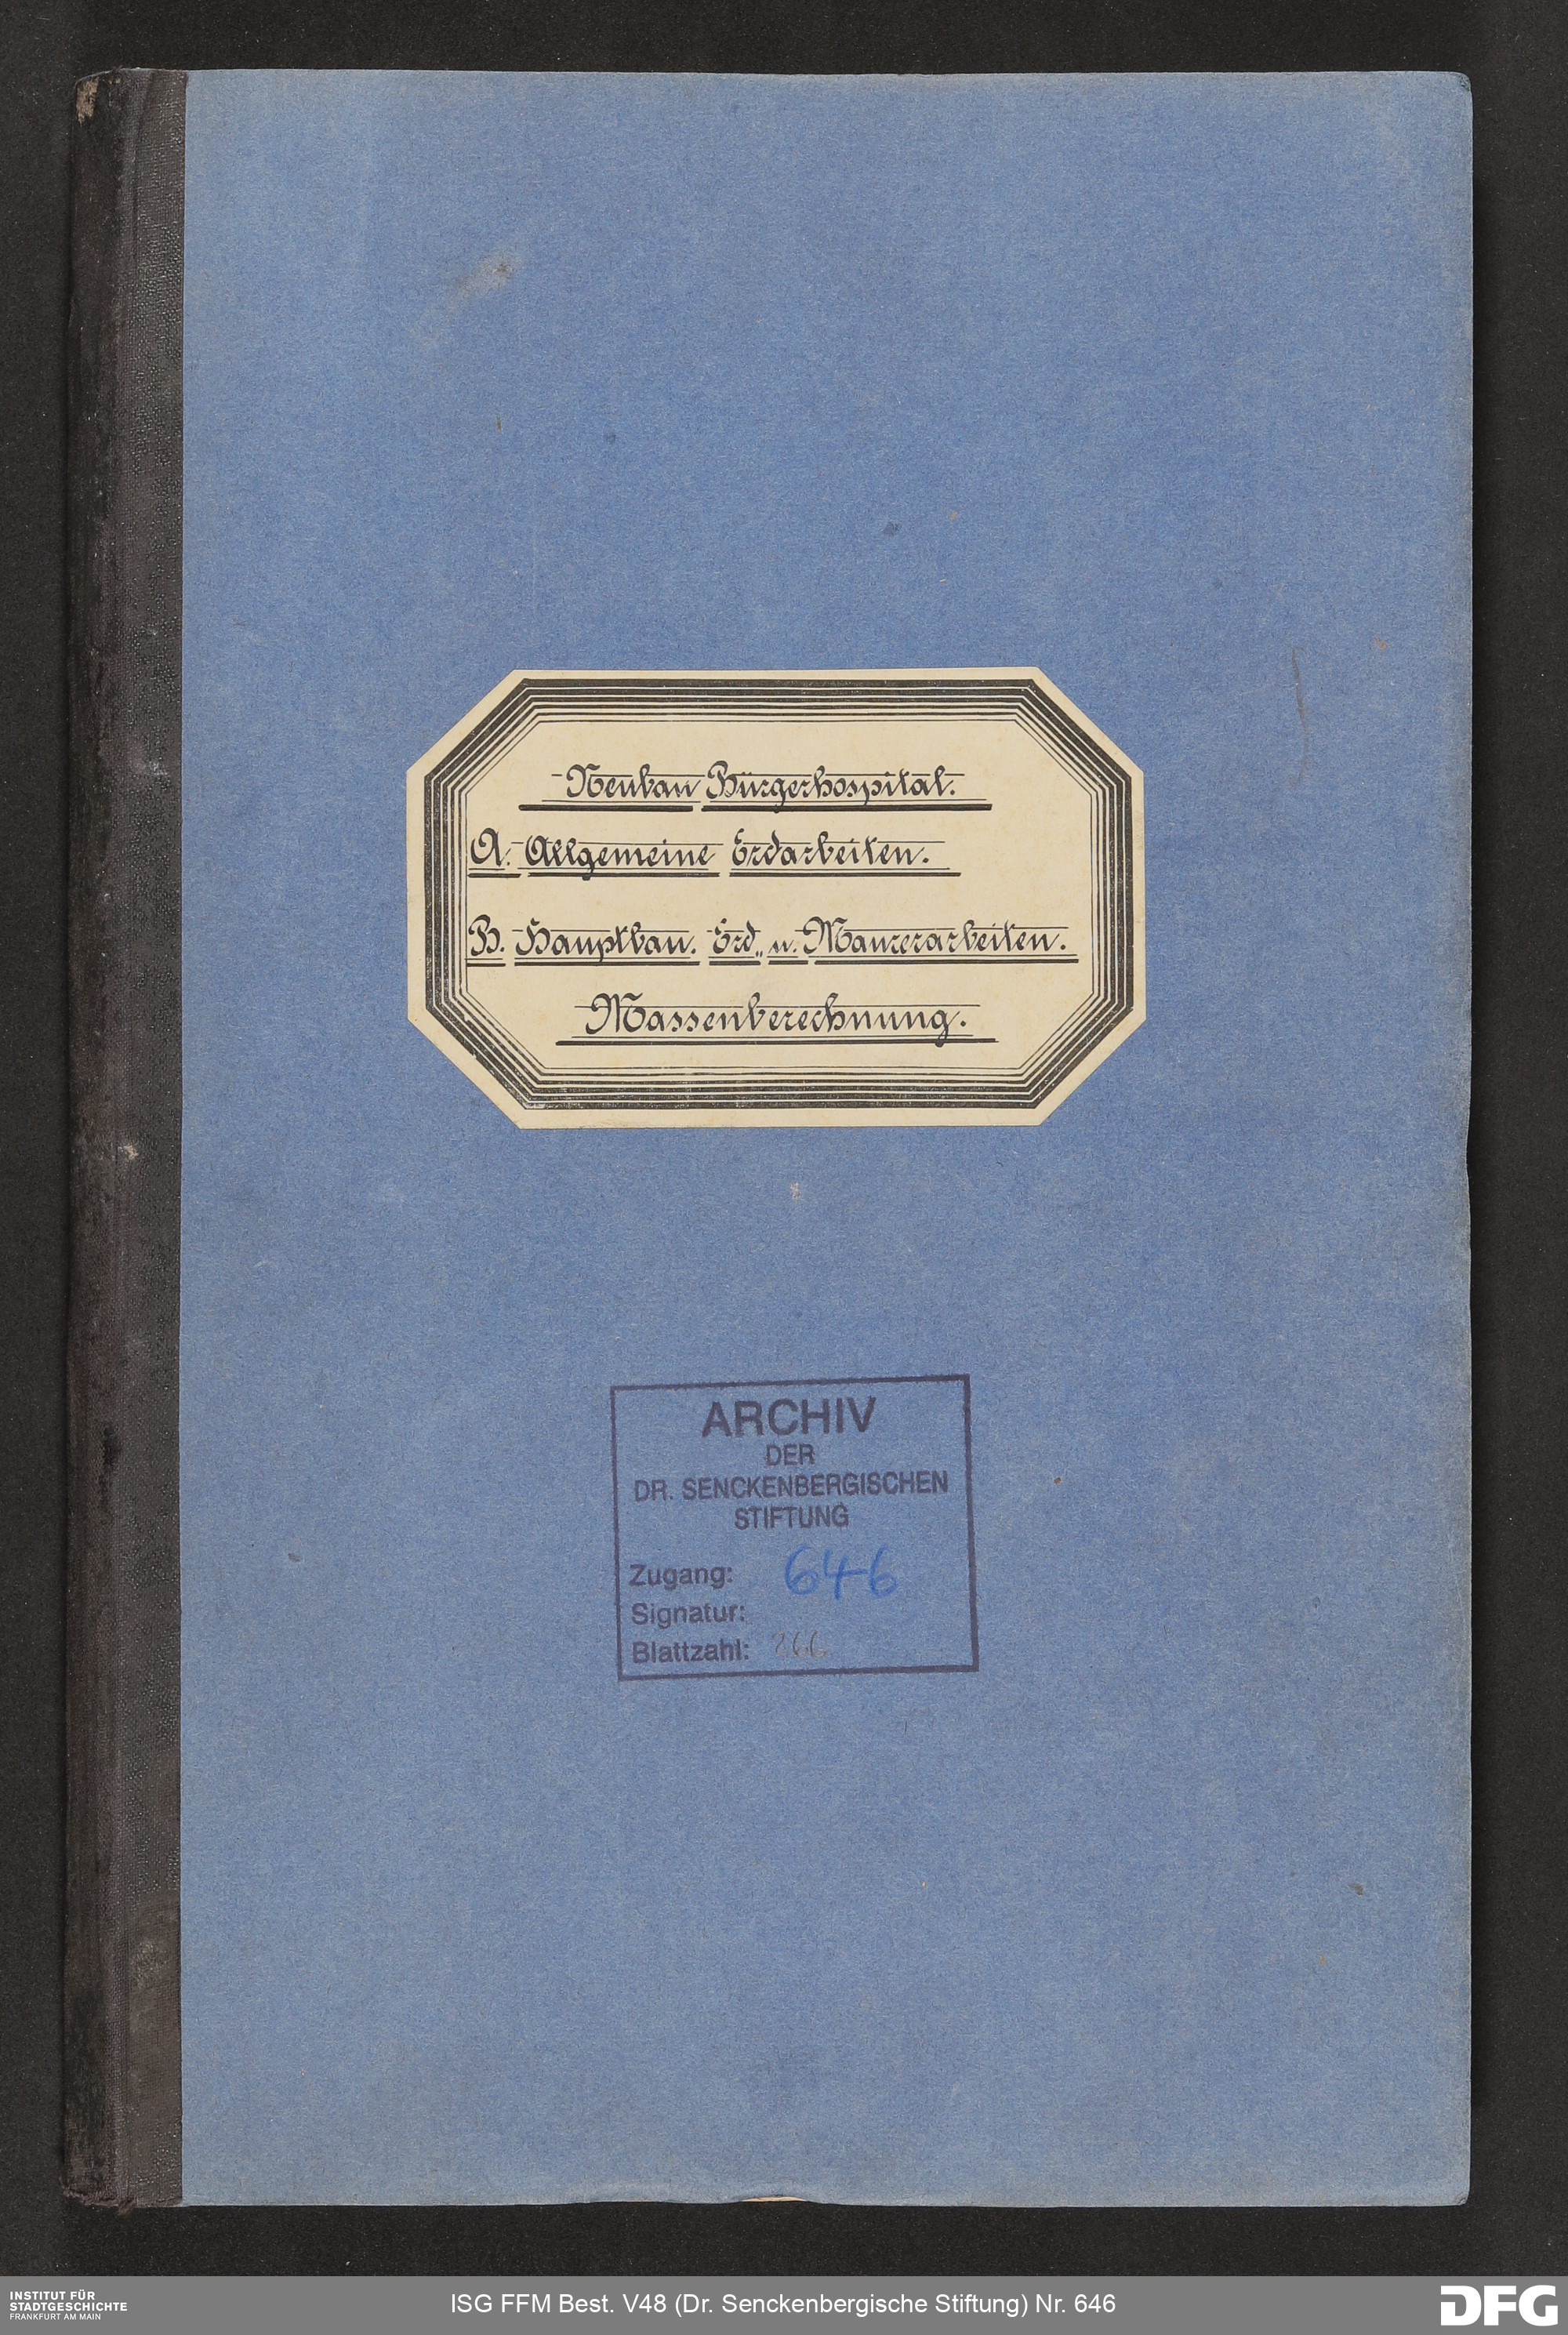 Neubau Bürgerhospital.
A. Allgemeine Erdarbeiten.
B. Hauptbau. Erd„ u. Maurerarbeiten.
Massenberechnung.
ARCHIV
DER
DR. SENCKENBERGISCHEN
STIFTUNG
Zugang: 646
Signatur:
Blattzahl: 266
INSTITUT FÜR
STADTGESCHICHTE
FRANKFURT AM MAIN
ISG FFM Best. V48 (Dr. Senckenbergische Stiftung) Nr. 646
DFG